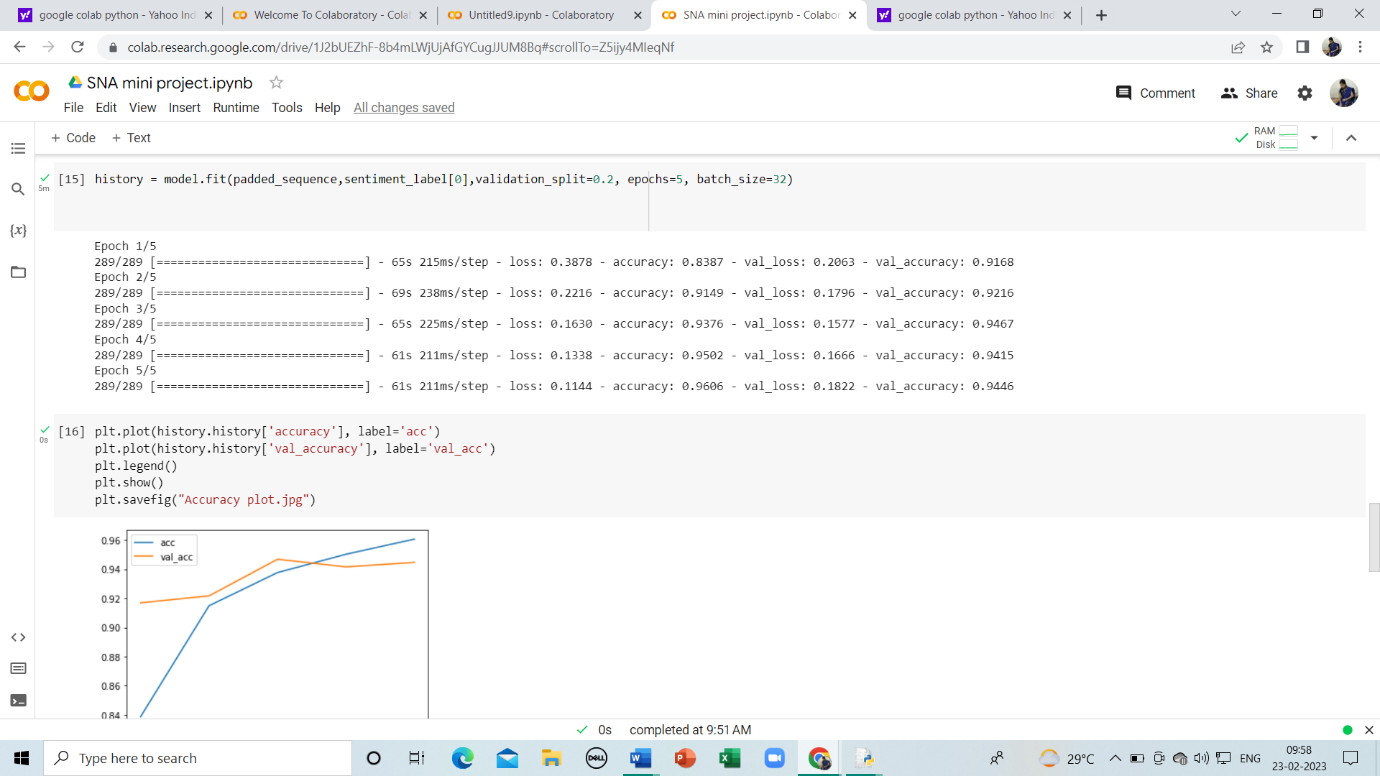 google colab python - Yahoo Ind
Welcome To Colaboratory - Colab
Untitled9.ipynb - Colaboratory
SNA mini project.ipynb - Colabor
google colab python - Yahoo Ind
colab.research.google.com/drive/1J2bUEZhF-8b4mLWjUjAfGYCugJJUM8Bq#scrollTo=Z5ijy4MIeqNf
SNA mini project.ipynb
File Edit View Insert Runtime Tools Help All changes saved
Comment Share
+ Code + Text
RAM
Disk
[15] history = model.fit(padded_sequence,sentiment_label[0],validation_split=0.2, epochs=5, batch_size=32)
5m
Epoch 1/5
289/289 [==============================] - 65s 215ms/step - loss: 0.3878 - accuracy: 0.8387 - val_loss: 0.2063 - val_accuracy: 0.9168
Epoch 2/5
289/289 [==============================] - 69s 238ms/step - loss: 0.2216 - accuracy: 0.9149 - val_loss: 0.1796 - val_accuracy: 0.9216
Epoch 3/5
289/289 [==============================] - 65s 225ms/step - loss: 0.1630 - accuracy: 0.9376 - val_loss: 0.1577 - val_accuracy: 0.9467
Epoch 4/5
289/289 [==============================] - 61s 211ms/step - loss: 0.1338 - accuracy: 0.9502 - val_loss: 0.1666 - val_accuracy: 0.9415
Epoch 5/5
289/289 [==============================] - 61s 211ms/step - loss: 0.1144 - accuracy: 0.9606 - val_loss: 0.1822 - val_accuracy: 0.9446
[16] plt.plot(history.history['accuracy'], label='acc')
0s
plt.plot(history.history['val_accuracy'], label='val_acc')
plt.legend()
plt.show()
plt.savefig("Accuracy plot.jpg")
acc
val_acc
0.96
0.94
0.92
0.90
0.88
0.86
0.84
0s completed at 9:51 AM
Type here to search
DELL
29°C
ENG
09:58
23-02-2023